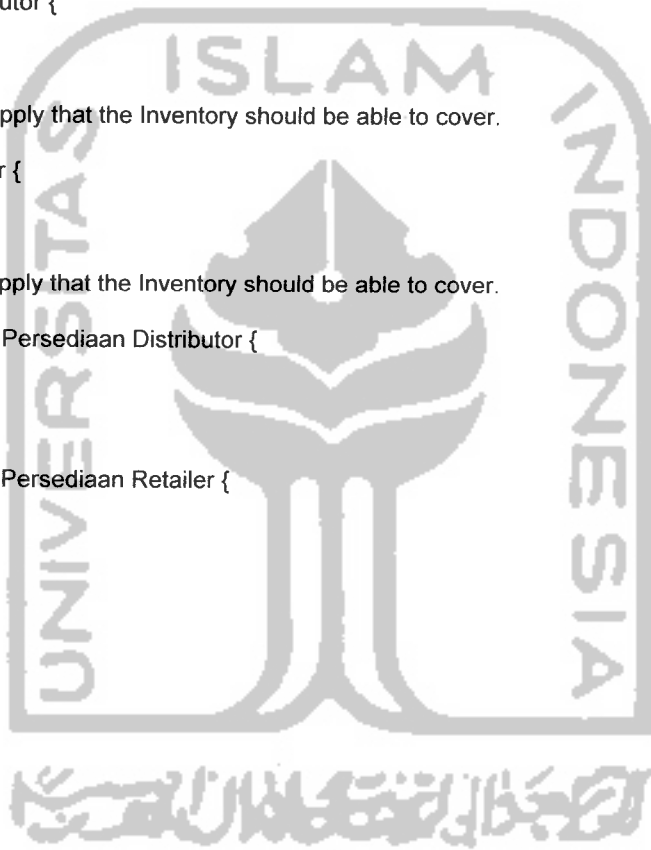 utor {
ISLAM
pply that the Inventory should be able to cover.
r {
pply that the Inventory should be able to cover.
Persediaan Distributor {
Persediaan Retailer {
UNIVERSITAS
INDONESIA